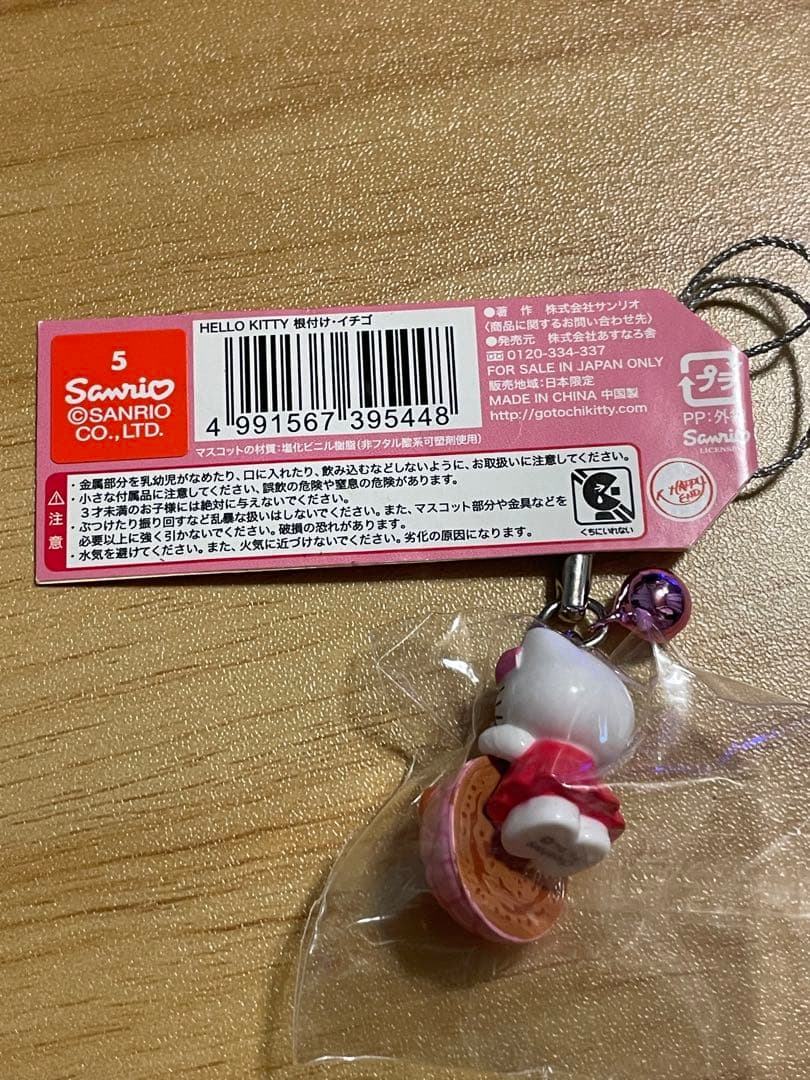 HELLO KITTY 根付け・イチゴ
4 991567 395448
5
Sanrio
©SANRIO
CO., LTD.
マスコットの材質：塩化ビニル樹脂(非フタル酸系可塑剤使用)
●著 作 株式会社サンリオ
〈商品に関するお問い合わせ先〉
●発売元 株式会社あすなろ舎
0120-334-337
FOR SALE IN JAPAN ONLY
販売地域：日本限定
MADE IN CHINA 中国製
http://gotochikitty.com/
プラ
PP：外
Sanrio
HAPPY
END
注意
・金属部分を乳幼児がなめたり、口に入れたり、飲み込むなどしないように、お取扱いに注意してください。
・小さな付属品に注意してください。誤飲の危険や窒息の危険があります。
３才未満のお子様には絶対に与えないでください。
・ぶつけたり振り回すなど乱暴な扱いはしないでください。また、マスコット部分や金具などを
必要以上に強く引かないでください。破損の恐れがあります。
・水気を避けてください。また、火気に近づけないでください。劣化の原因になります。
くちにいれない